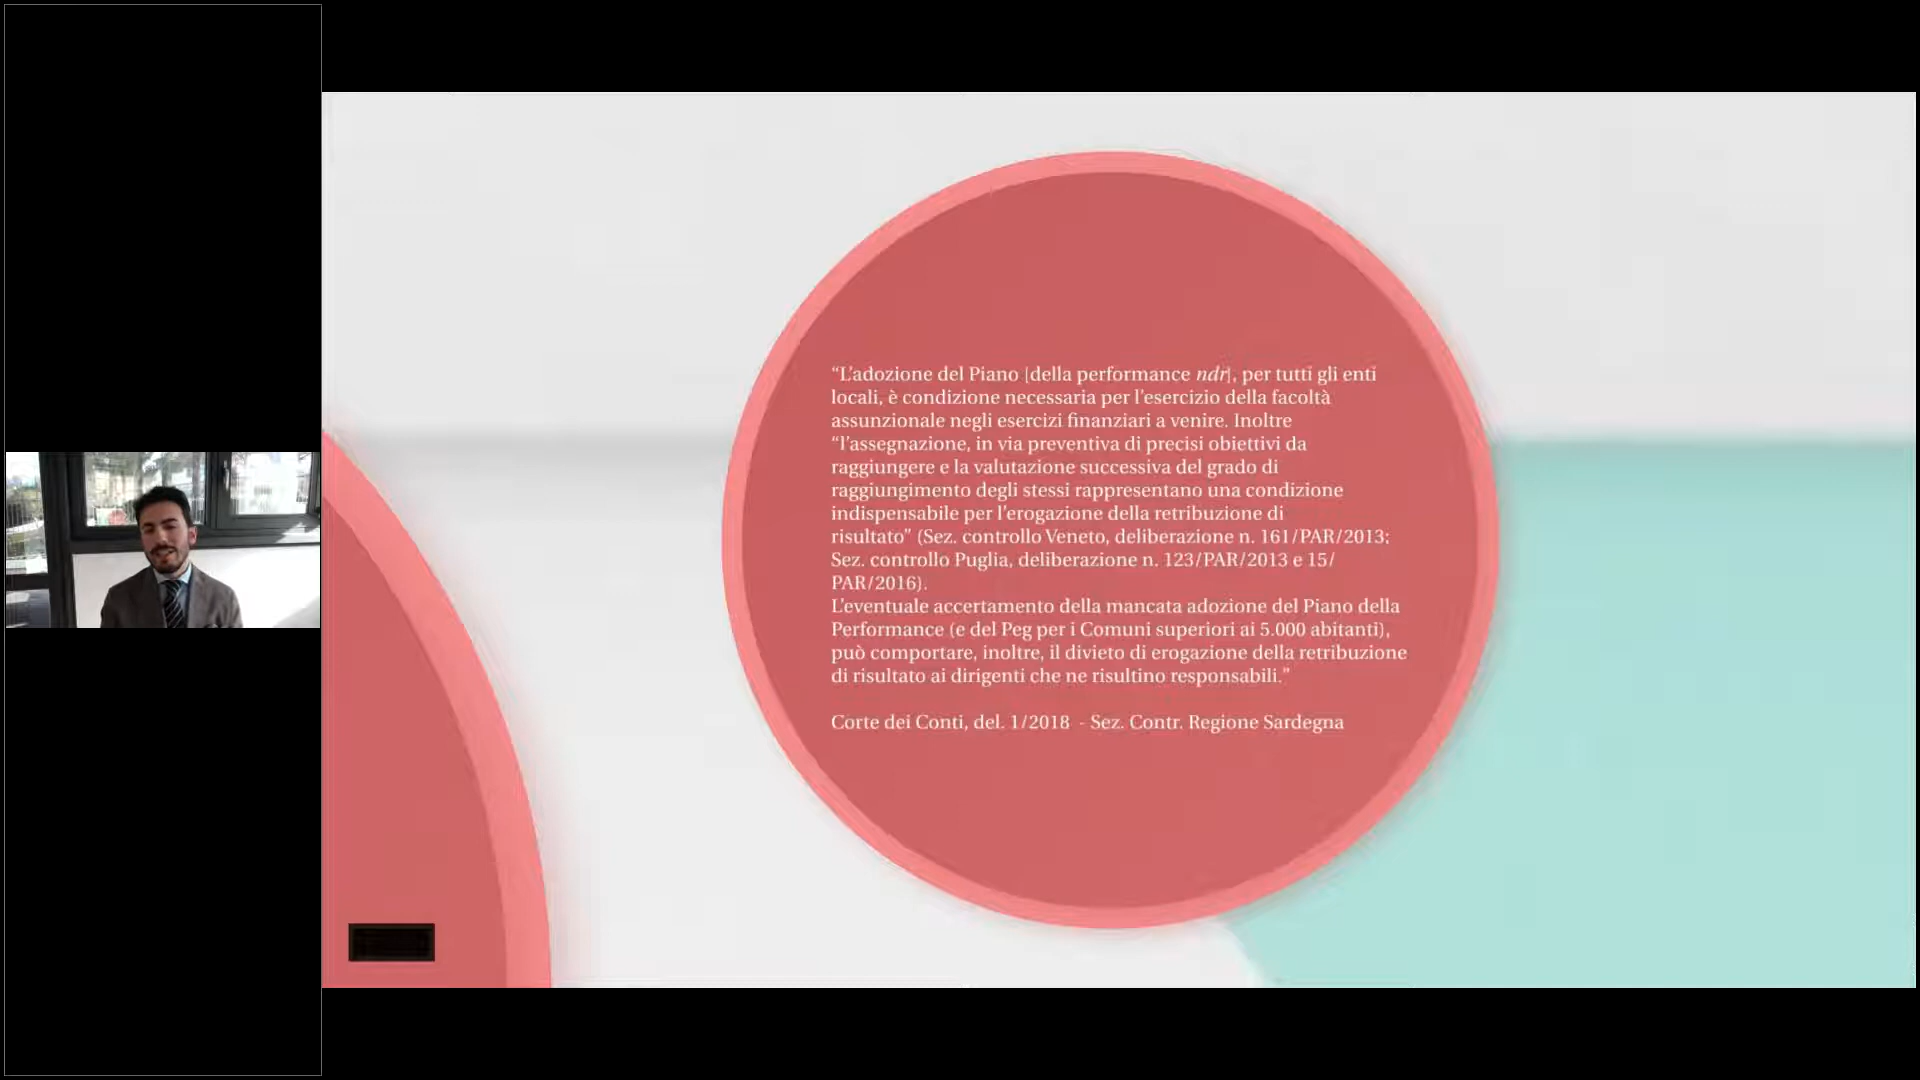 “L’adozione del Piano [della performance ndr], per tutti gli enti
locali, è condizione necessaria per l’esercizio della facoltà
assunzionale negli esercizi finanziari a venire. Inoltre
“l’assegnazione, in via preventiva di precisi obiettivi da
raggiungere e la valutazione successiva del grado di
raggiungimento degli stessi rappresentano una condizione
indispensabile per l’erogazione della retribuzione di
risultato” (Sez. controllo Veneto, deliberazione n. 161/PAR/2013;
Sez. controllo Puglia, deliberazione n. 123/PAR/2013 e 15/
PAR/2016).
L’eventuale accertamento della mancata adozione del Piano della
Performance (e del Peg per i Comuni superiori ai 5.000 abitanti),
può comportare, inoltre, il divieto di erogazione della retribuzione
di risultato ai dirigenti che ne risultino responsabili.”
Corte dei Conti, del. 1/2018 - Sez. Contr. Regione Sardegna